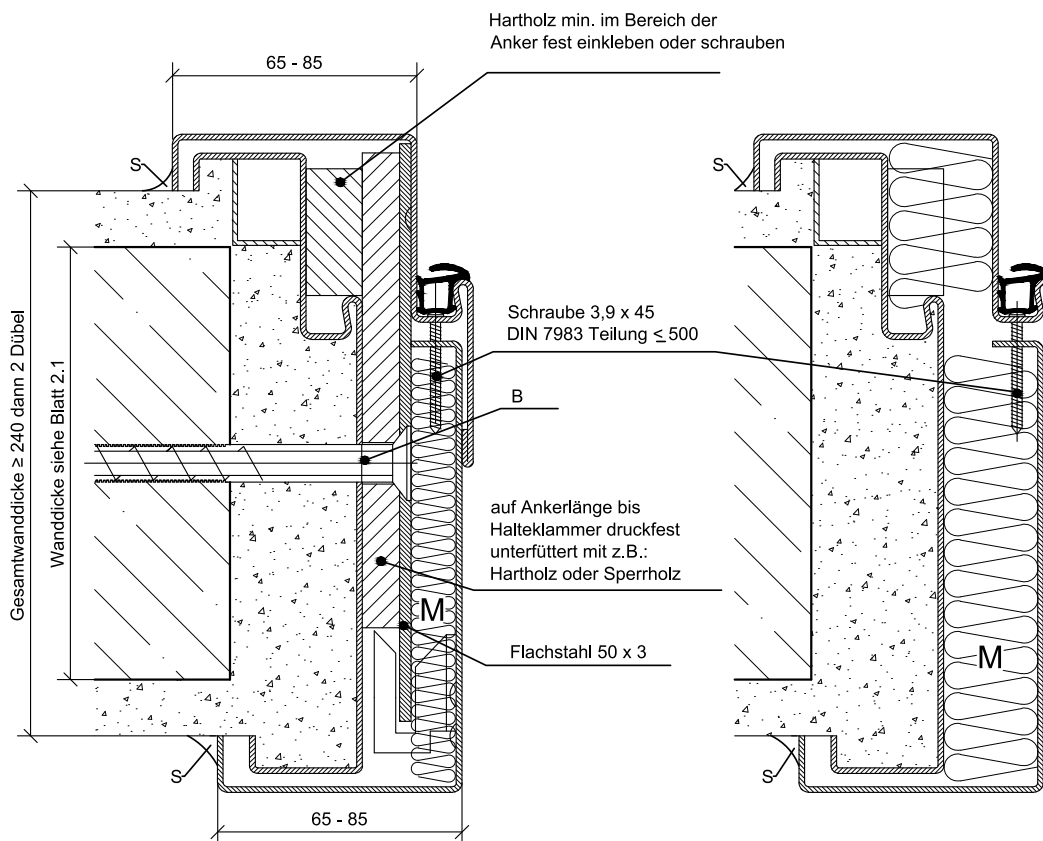 Hartholz min. im Bereich der
Anker fest einkleben oder schrauben
65 - 85
S
S
Schraube 3,9 x 45
DIN 7983 Teilung ≤ 500
B
Gesamtwanddicke ≥ 240 dann 2 Dübel
Wanddicke siehe Blatt 2.1
auf Ankerlänge bis
Halteklammer druckfest
unterfüttert mit z.B.:
Hartholz oder Sperrholz
M
Flachstahl 50 x 3
M
S
S
65 - 85